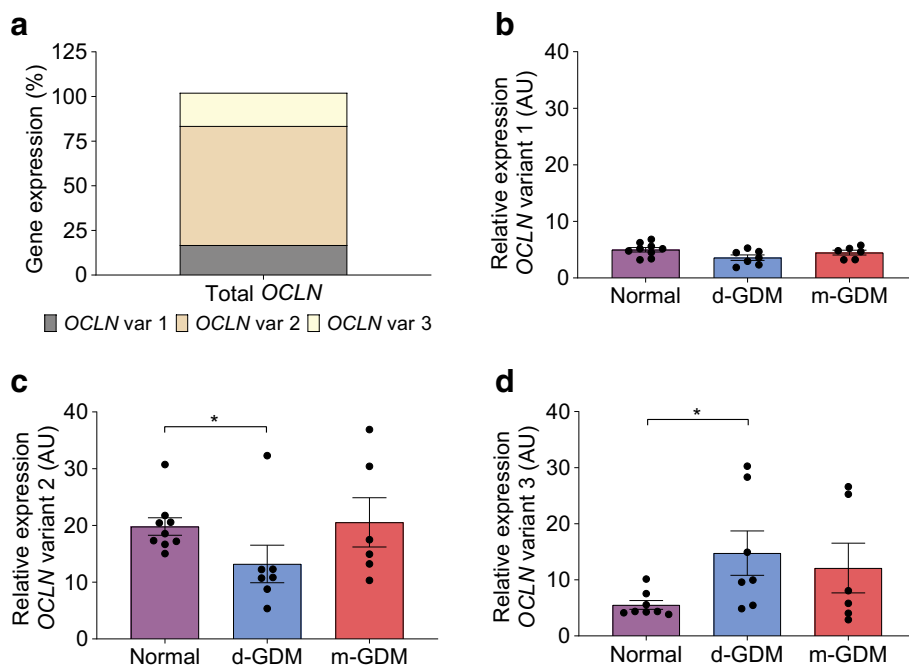 a
125
100
75
50
25
0
Gene expression (%)
Total OCLN
OCLN var 1 OCLN var 2 OCLN var 3
b
40
30
20
10
0
Relative expression
OCLN variant 1 (AU)
Normal d-GDM m-GDM
c
40
30
20
10
0
Relative expression
OCLN variant 2 (AU)
*
Normal d-GDM m-GDM
d
40
30
20
10
0
Relative expression
OCLN variant 3 (AU)
*
Normal d-GDM m-GDM